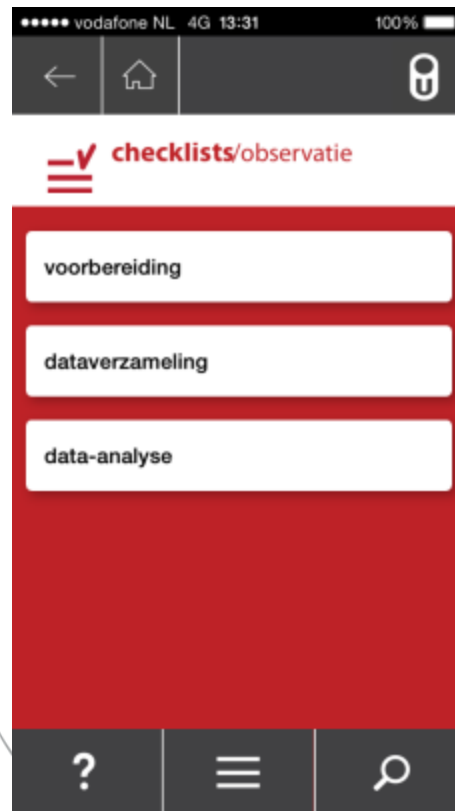 vodafone NL 4G 13:31 100%
U
checklists/observatie
voorbereiding
dataverzameling
data-analyse
?